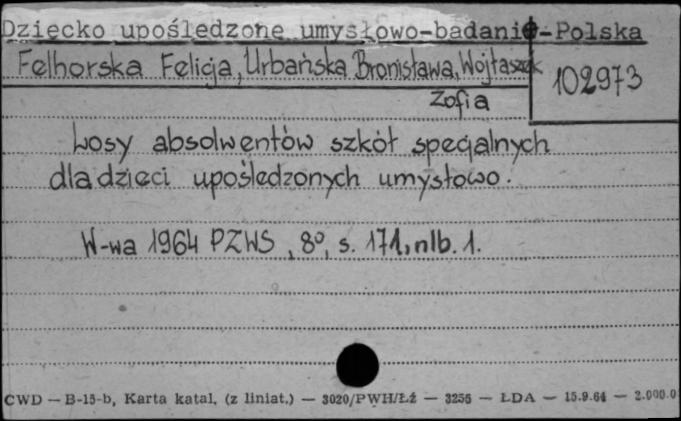 Dziecko upośledzone umysłowo-badanie-Polska
Felhorska Felicja, Urbańska Bronisława, Wojtaszek
102973
Zofia
Losy absolwentów szkół specjalnych
dla dzieci upośledzonych umysłowo.
W-wa 1964 PZWS, 8°, s. 171, nlb. 1.
CWD — B-15-b, Karta katal. (z liniat.) — 3020/PWH/Łź — 3256 — ŁDA — 15.9.64 — 2.000.0